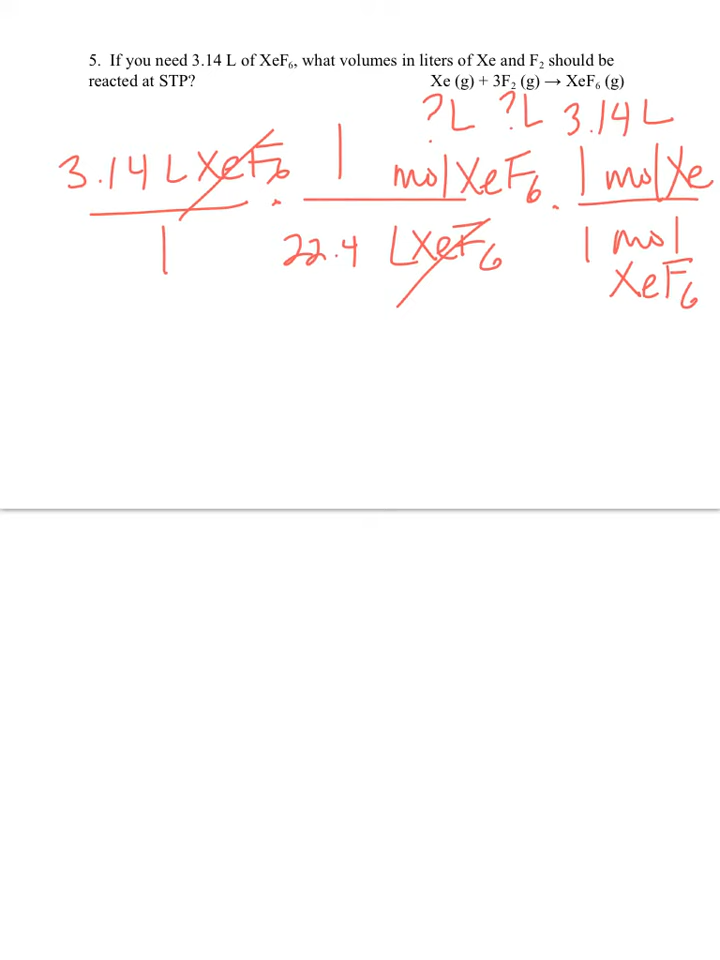 5. If you need 3.14 L of XeF₆, what volumes in liters of Xe and F₂ should be
reacted at STP? Xe (g) + 3F₂ (g) → XeF₆ (g)
?L ?L 3.14 L
3.14 L XeF₆ · 1 mol XeF₆ · 1 mol Xe
1 22.4 L XeF₆ 1 mol
XeF₆